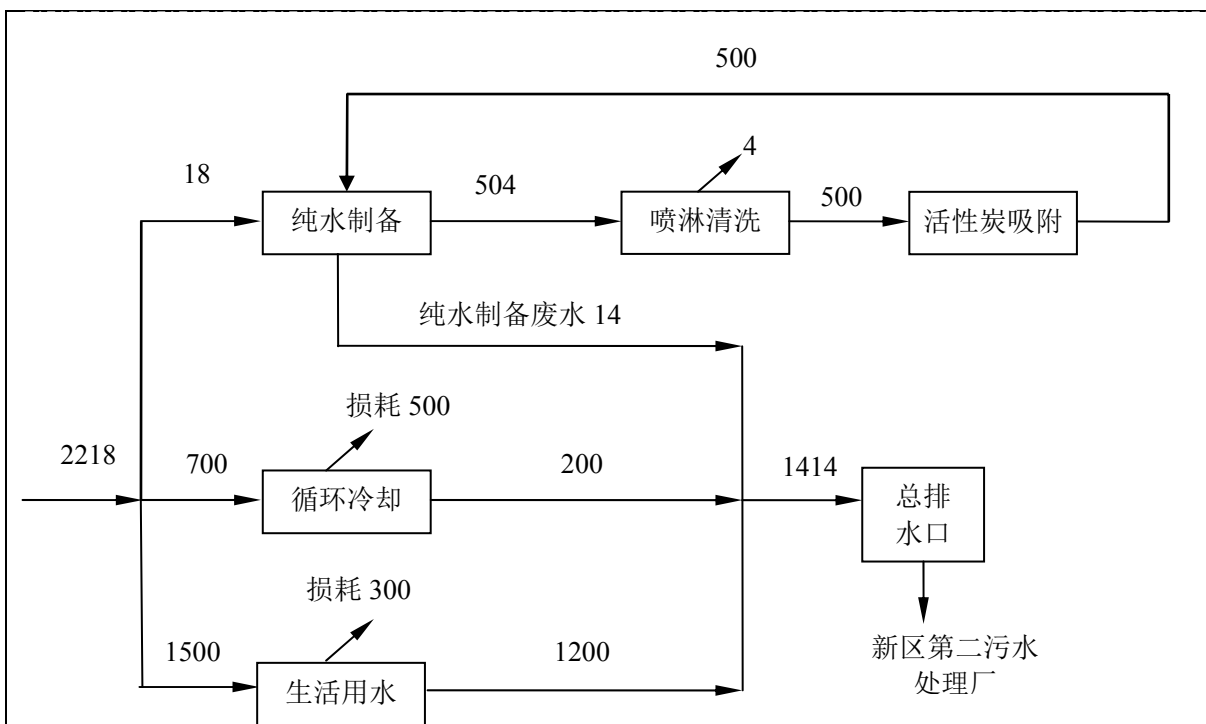 500
4
18
504
500
纯水制备
喷淋清洗
活性炭吸附
纯水制备废水 14
损耗 500
2218
700
200
1414
循环冷却
总排
水口
损耗 300
1500
1200
生活用水
新区第二污水
处理厂